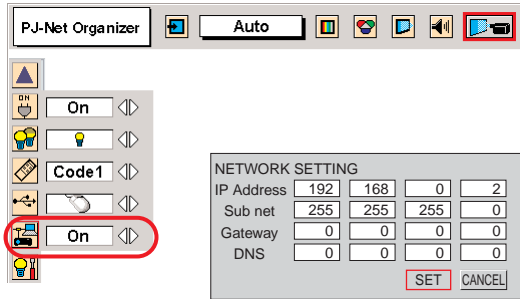 PJ-Net Organizer Auto
ON
On
Code1
On
NETWORK SETTING
IP Address 192 168 0 2
Sub net 255 255 255 0
Gateway 0 0 0 0
DNS 0 0 0 0
SET CANCEL